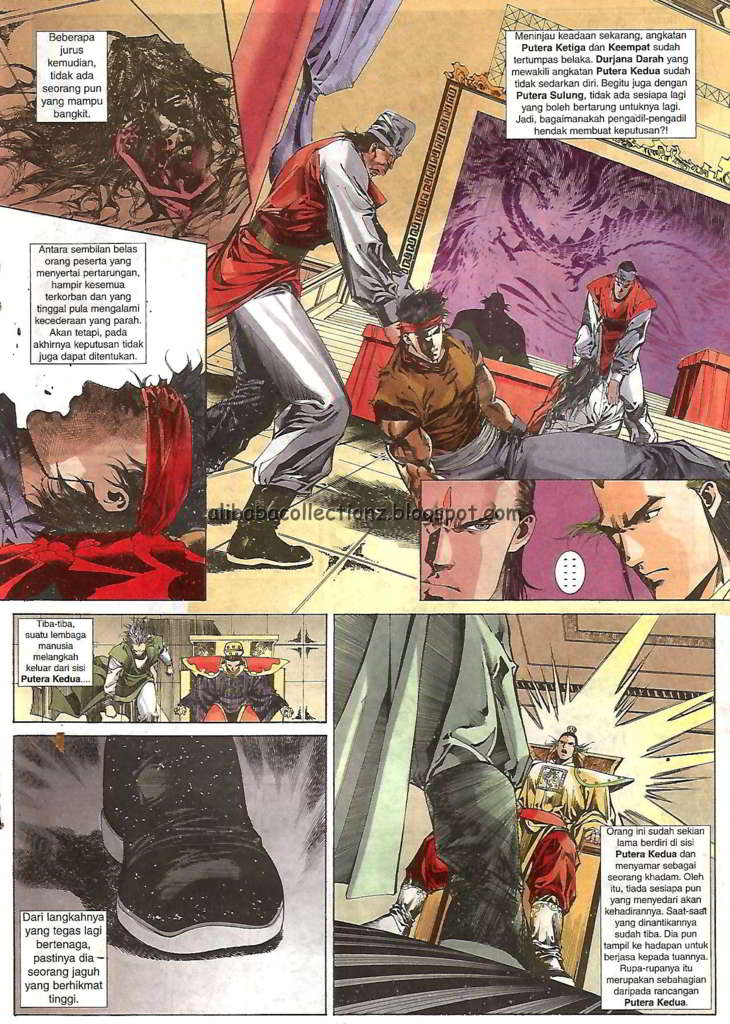 Beberapa
jurus
kemudian,
tidak ada
seorang pun
yang mampu
bangkit.
Meninjau keadaan sekarang, angkatan
Putera Ketiga dan Keempat sudah
tertumpas belaka. Durjana Darah yang
mewakili angkatan Putera Kedua sudah
tidak sedarkan diri. Begitu juga dengan
Putera Sulung, tidak ada sesiapa lagi
yang boleh bertarung untuknya lagi.
Jadi, bagaimanakah pengadil-pengadil
hendak membuat keputusan?!
Antara sembilan belas
orang peserta yang
menyertai pertarungan,
hampir kesemua
terkorban dan yang
tinggal pula mengalami
kecederaan yang parah.
Akan tetapi, pada
akhirnya keputusan tidak
juga dapat ditentukan.
alibabacollectionz.blogspot.com
Tiba-tiba,
suatu lembaga
manusia
melangkah
keluar dari sisi
Putera Kedua....
Dari langkahnya
yang tegas lagi
bertenaga,
pastinya dia
seorang jaguh
yang berhikmat
tinggi.
Orang ini sudah sekian
lama berdiri di sisi
Putera Kedua dan
menyamar sebagai
seorang khadam. Oleh
itu, tiada sesiapa pun
yang menyedari akan
kehadirannya. Saat-saat
yang dinantikannya
sudah tiba. Dia pun
tampil ke hadapan untuk
berjasa kepada tuannya.
Rupa-rupanya itu
merupakan sebahagian
daripada rancangan
Putera Kedua.